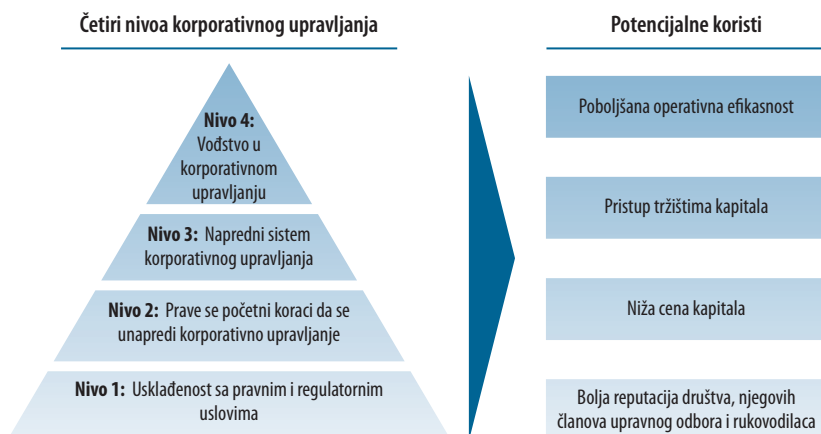 Četiri nivoa korporativnog upravljanja
Nivo 4:
Vođstvo u
korporativnom
upravljanju
Nivo 3: Napredni sistem
korporativnog upravljanja
Nivo 2: Prave se početni koraci da se
unapredi korporativno upravljanje
Nivo 1: Usklađenost sa pravnim i regulatornim
uslovima
Potencijalne koristi
Poboljšana operativna efikasnost
Pristup tržištima kapitala
Niža cena kapitala
Bolja reputacija društva, njegovih
članova upravnog odbora i rukovodilaca